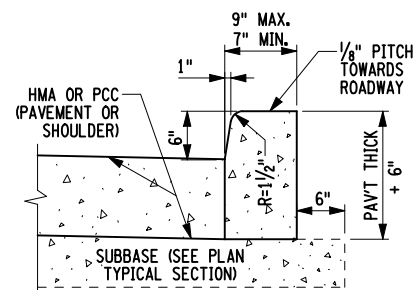 9" MAX.
7" MIN.
1/8" PITCH
TOWARDS
ROADWAY
1"
HMA OR PCC
(PAVEMENT OR
SHOULDER)
6"
R=1 1/2"
6"
PAV'T THICK
+ 6"
SUBBASE (SEE PLAN
TYPICAL SECTION)